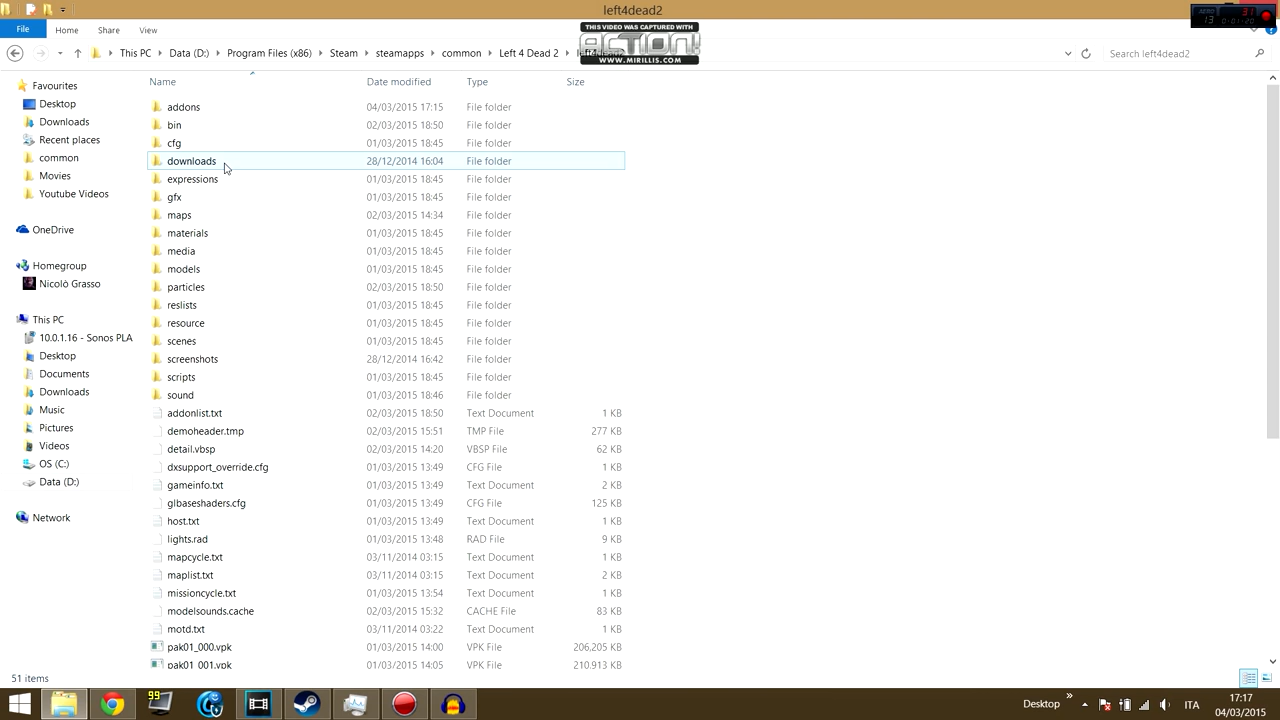 left4dead2
File Home Share View
THIS VIDEO WAS CAPTURED WITH
ACTION!
WWW.MIRILLIS.COM
AERO 31
13 0:01:20
This PC › Data (D:) › Program Files (x86) › common › Left 4 Dead 2 ›
Search left4dead2
Name Date modified Type Size
Favourites
Desktop
Downloads
Recent places
common
Movies
Youtube Videos
OneDrive
Homegroup
Nicolò Grasso
This PC
10.0.1.16 - Sonos PLA
Desktop
Documents
Downloads
Music
Pictures
Videos
OS (C:)
Data (D:)
Network
addons 04/03/2015 17:15 File folder
bin 02/03/2015 18:50 File folder
cfg 01/03/2015 18:45 File folder
downloads 28/12/2014 16:04 File folder
expressions 01/03/2015 18:45 File folder
gfx 01/03/2015 18:45 File folder
maps 02/03/2015 14:34 File folder
materials 01/03/2015 18:45 File folder
media 01/03/2015 18:45 File folder
models 01/03/2015 18:45 File folder
particles 02/03/2015 18:50 File folder
reslists 01/03/2015 18:45 File folder
resource 01/03/2015 18:45 File folder
scenes 01/03/2015 18:45 File folder
screenshots 28/12/2014 16:42 File folder
scripts 01/03/2015 18:45 File folder
sound 01/03/2015 18:46 File folder
addonlist.txt 02/03/2015 18:50 Text Document 1 KB
demoheader.tmp 02/03/2015 15:51 TMP File 277 KB
detail.vbsp 02/03/2015 14:20 VBSP File 62 KB
dxsupport_override.cfg 01/03/2015 13:49 CFG File 1 KB
gameinfo.txt 01/03/2015 13:49 Text Document 2 KB
glbaseshaders.cfg 01/03/2015 13:49 CFG File 125 KB
host.txt 01/03/2015 13:49 Text Document 1 KB
lights.rad 01/03/2015 13:48 RAD File 9 KB
mapcycle.txt 03/11/2014 03:15 Text Document 1 KB
maplist.txt 03/11/2014 03:15 Text Document 2 KB
missioncycle.txt 01/03/2015 13:54 Text Document 1 KB
modelsounds.cache 02/03/2015 15:32 CACHE File 83 KB
motd.txt 03/11/2014 03:22 Text Document 1 KB
pak01_000.vpk 01/03/2015 14:00 VPK File 206,205 KB
pak01_001.vpk 01/03/2015 14:05 VPK File 210,913 KB
51 items
99
Desktop » ITA 17:17
04/03/2015